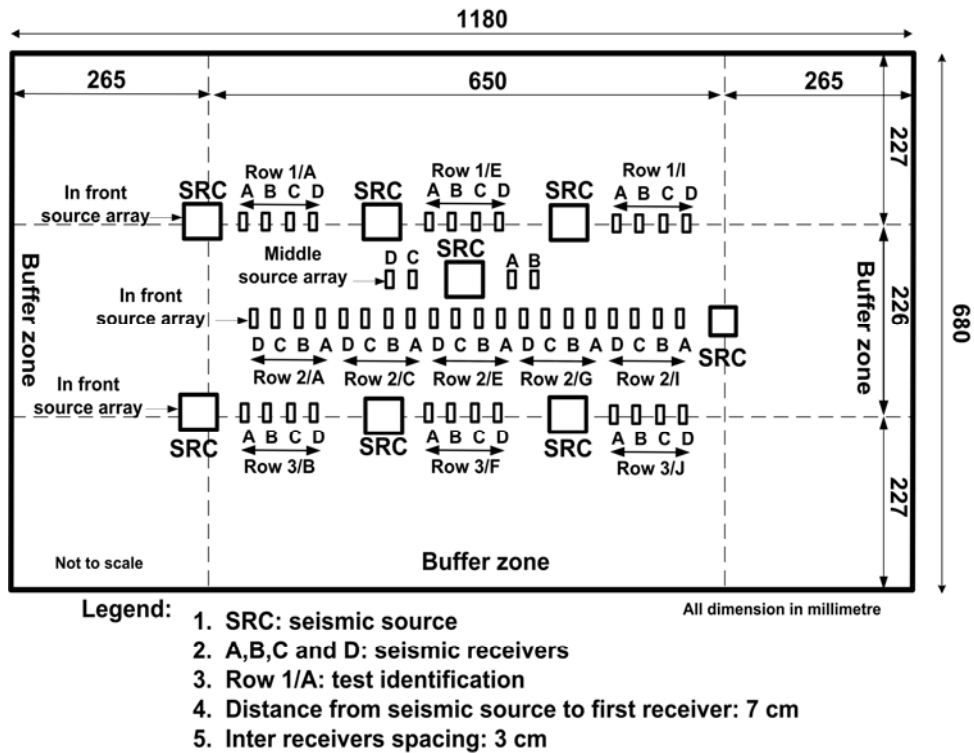 1180
265 650 265
227
Row 1/A Row 1/E Row 1/I
In front source array
SRC A B C D SRC A B C D SRC A B C D
Middle source array
D C SRC A B
Buffer zone
Buffer zone
226
680
In front source array
D C B A D C B A D C B A D C B A D C B A
SRC
Row 2/A Row 2/C Row 2/E Row 2/G Row 2/I
In front source array
SRC A B C D SRC A B C D SRC A B C D
Row 3/B Row 3/F Row 3/J
227
Not to scale
Buffer zone
Legend:
All dimension in millimetre
1. SRC: seismic source
2. A,B,C and D: seismic receivers
3. Row 1/A: test identification
4. Distance from seismic source to first receiver: 7 cm
5. Inter receivers spacing: 3 cm